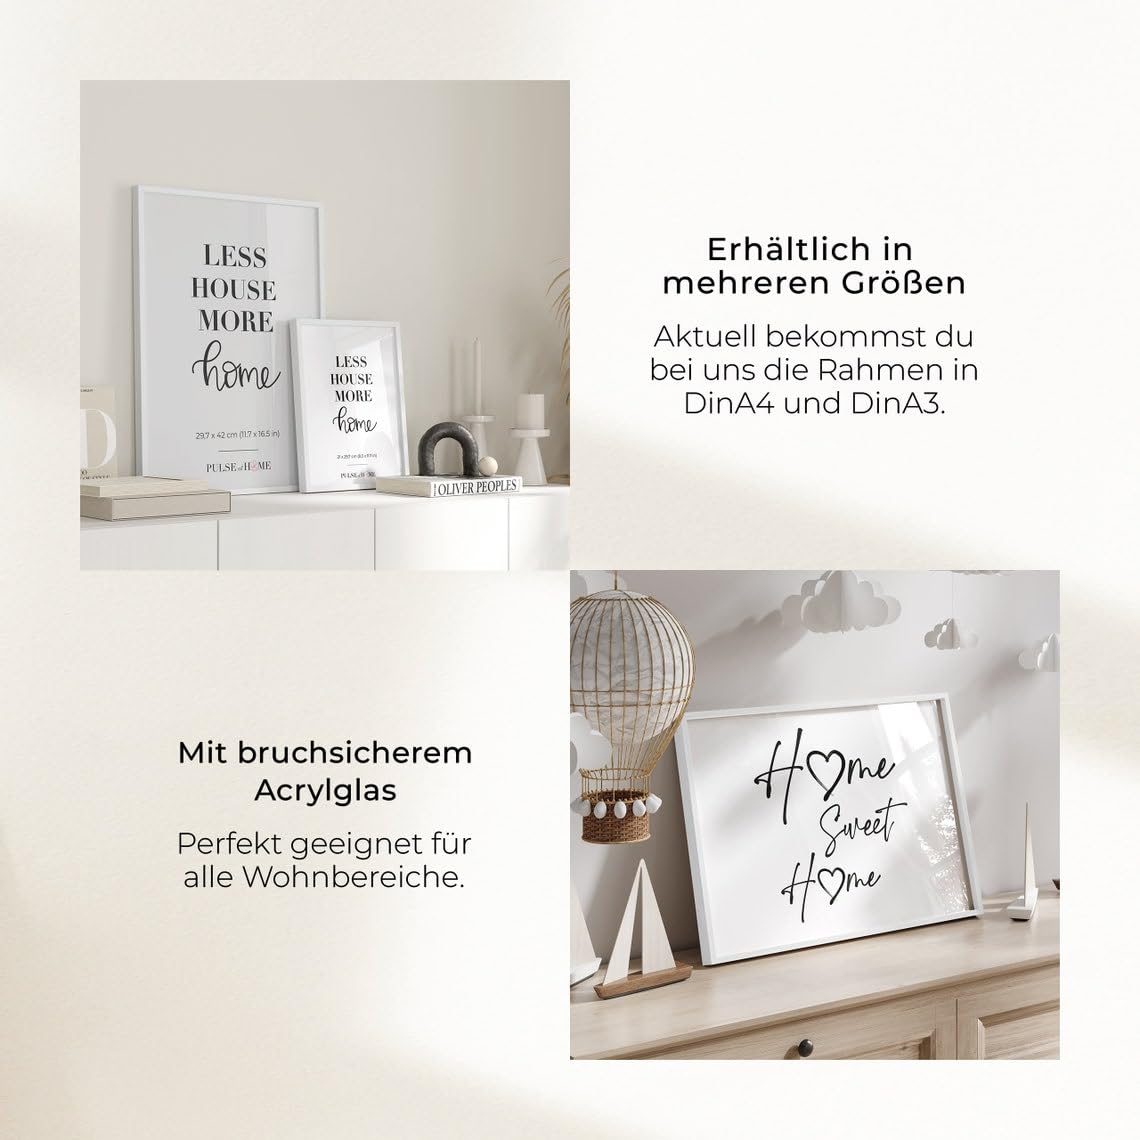 LESS
HOUSE
MORE
home
29,7 x 42 cm (11.7 x 16.5 in)
PULSE of HOME
LESS
HOUSE
MORE
home
PULSE of HOME
D
OLIVER PEOPLES
Erhältlich in
mehreren Größen
Aktuell bekommst du
bei uns die Rahmen in
DinA4 und DinA3.
Mit bruchsicherem
Acrylglas
Perfekt geeignet für
alle Wohnbereiche.
Home
Sweet
Home